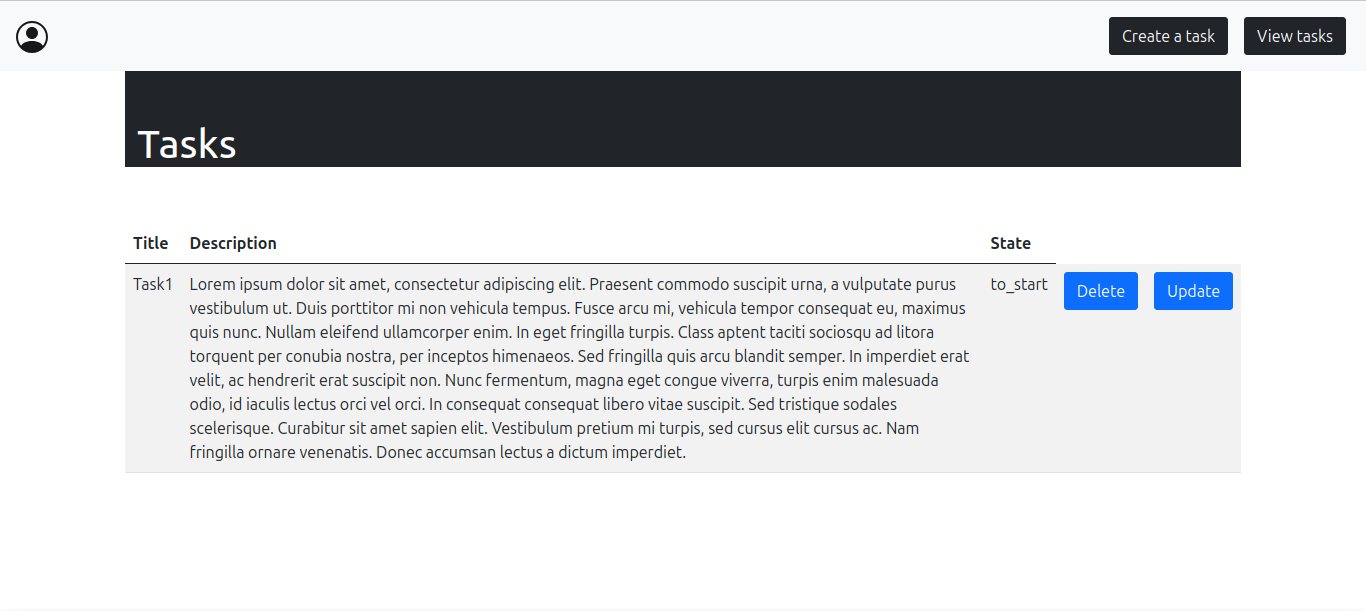 Create a task View tasks
Tasks
Title Description State
Task1 Lorem ipsum dolor sit amet, consectetur adipiscing elit. Praesent commodo suscipit urna, a vulputate purus to_start Delete Update
vestibulum ut. Duis porttitor mi non vehicula tempus. Fusce arcu mi, vehicula tempor consequat eu, maximus
quis nunc. Nullam eleifend ullamcorper enim. In eget fringilla turpis. Class aptent taciti sociosqu ad litora
torquent per conubia nostra, per inceptos himenaeos. Sed fringilla quis arcu blandit semper. In imperdiet erat
velit, ac hendrerit erat suscipit non. Nunc fermentum, magna eget congue viverra, turpis enim malesuada
odio, id iaculis lectus orci vel orci. In consequat consequat libero vitae suscipit. Sed tristique sodales
scelerisque. Curabitur sit amet sapien elit. Vestibulum pretium mi turpis, sed cursus elit cursus ac. Nam
fringilla ornare venenatis. Donec accumsan lectus a dictum imperdiet.